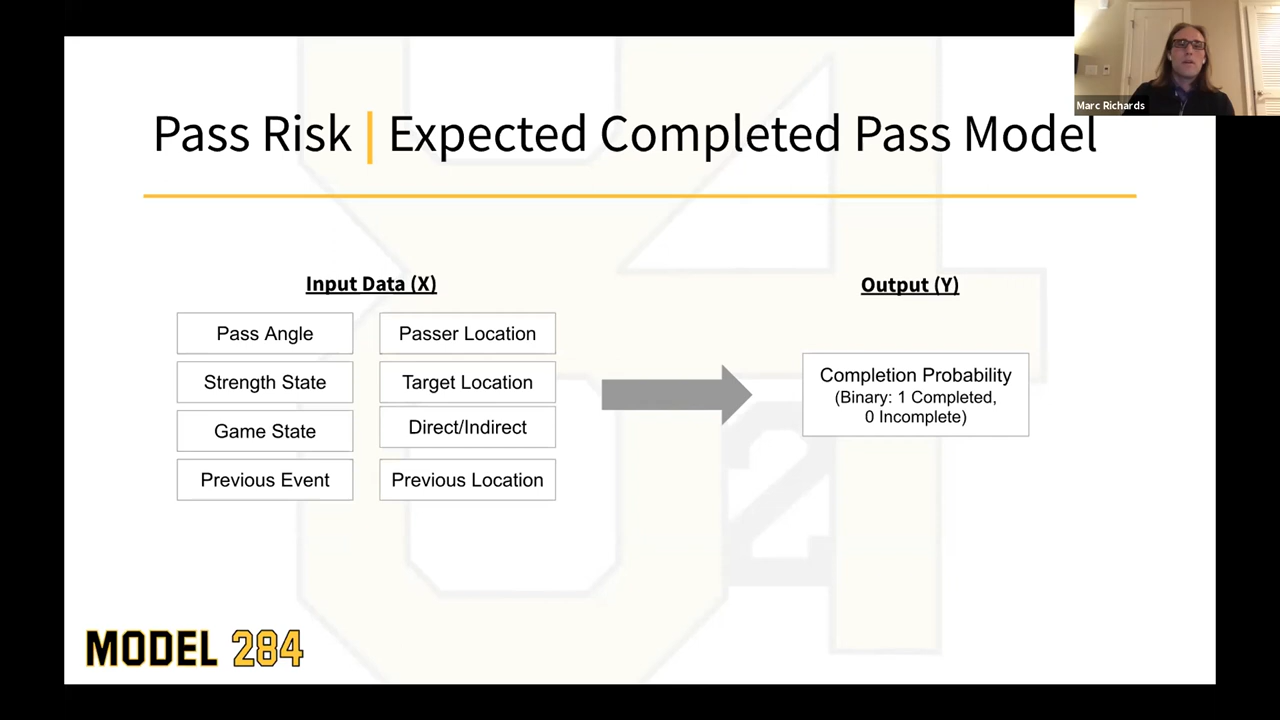 Marc Richards
Pass Risk | Expected Completed Pass Model
Input Data (X)
Output (Y)
Pass Angle
Passer Location
Strength State
Target Location
Game State
Direct/Indirect
Previous Event
Previous Location
Completion Probability
(Binary: 1 Completed,
0 Incomplete)
MODEL 284